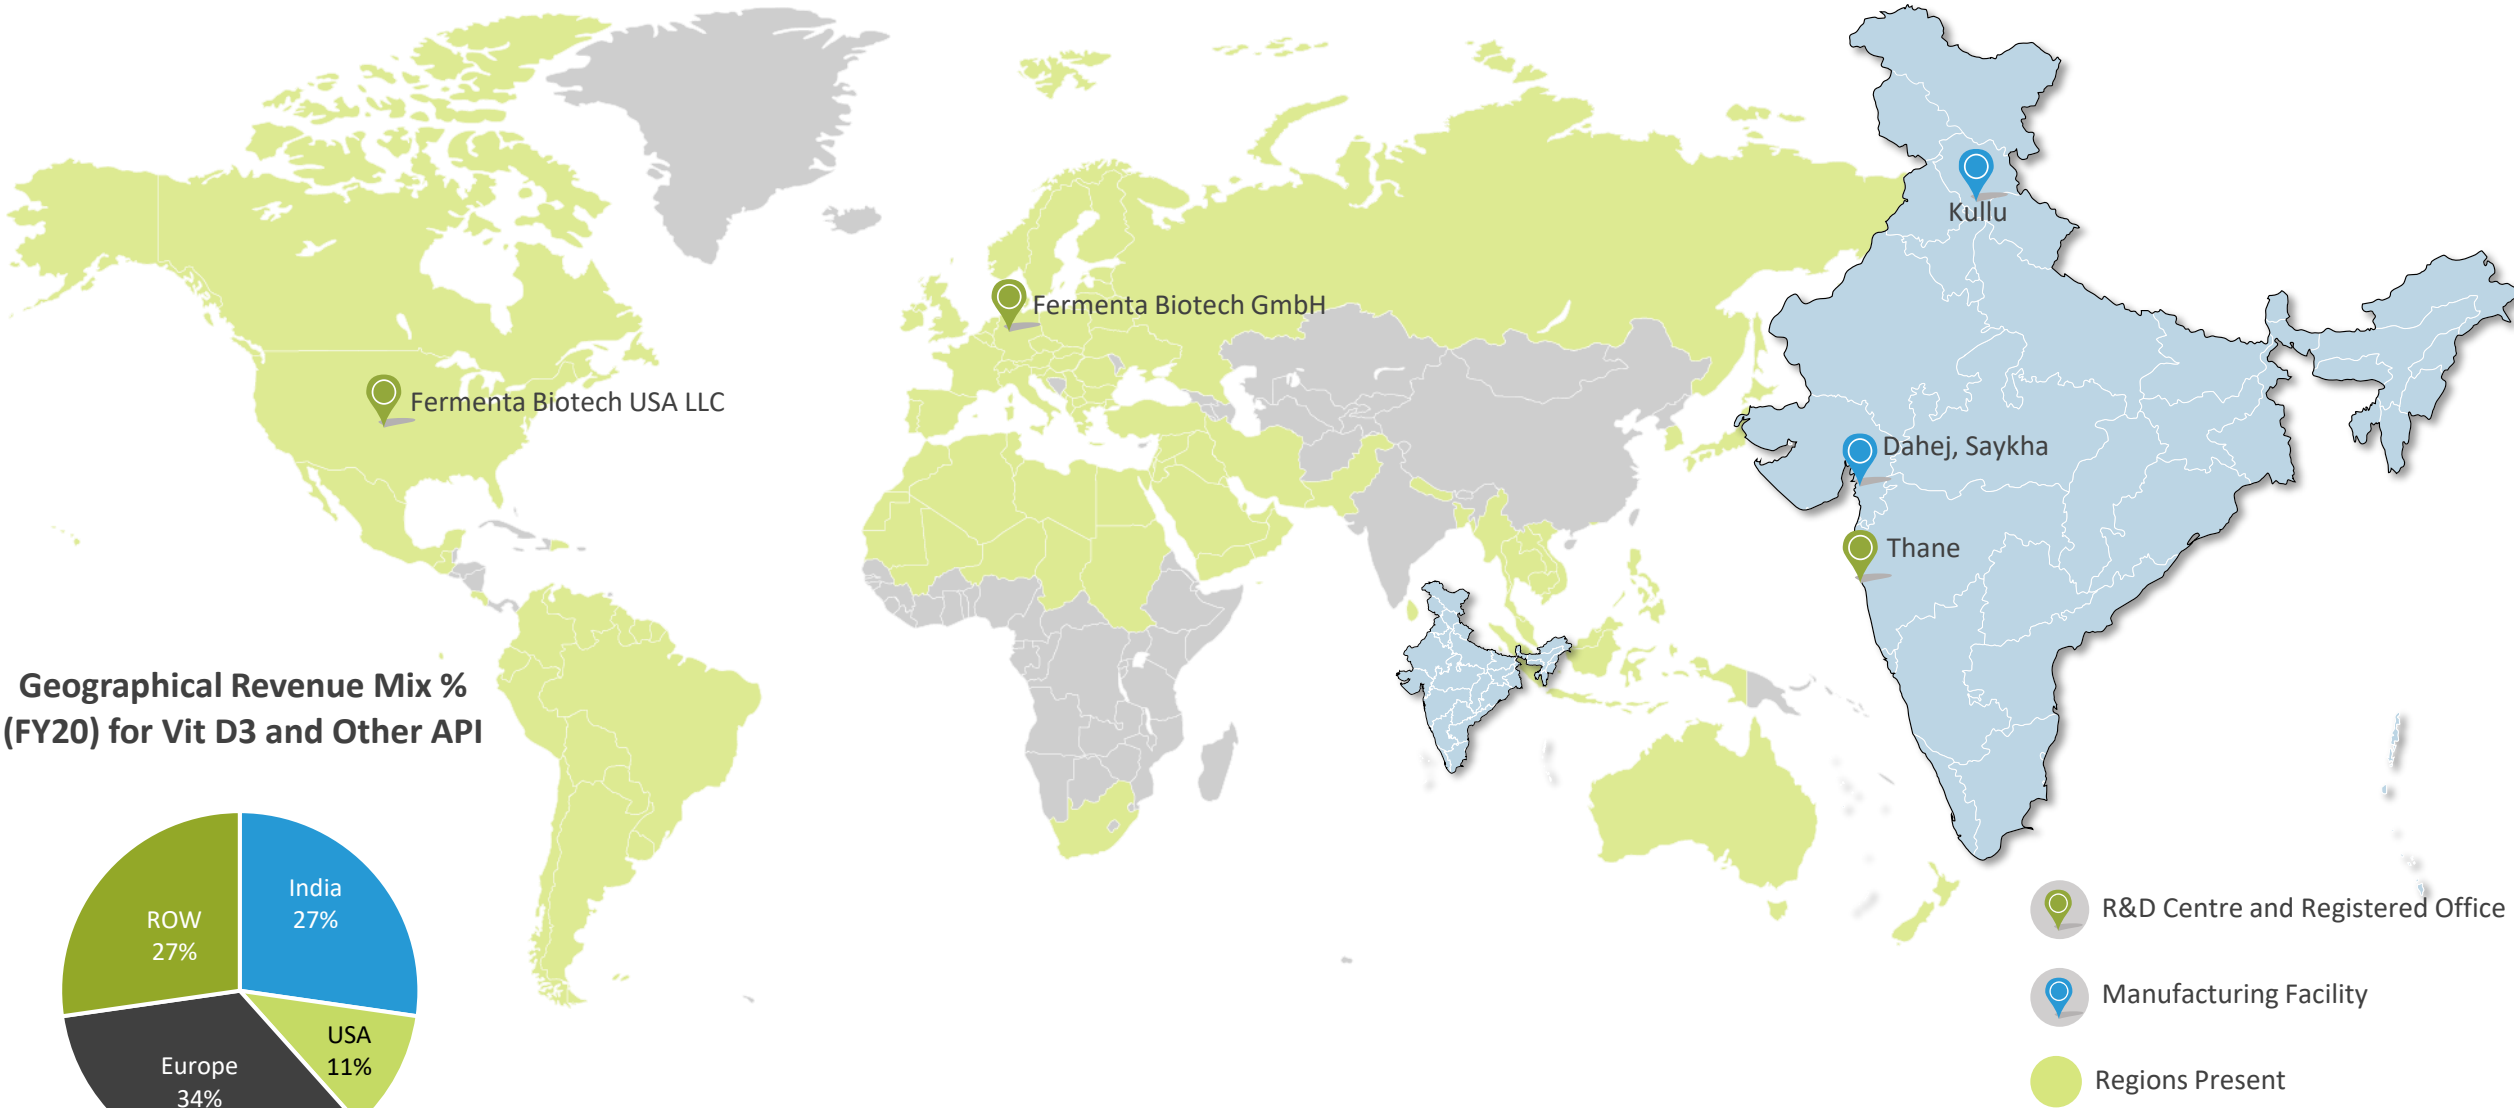 Kullu
Fermenta Biotech GmbH
Fermenta Biotech USA LLC
Dahej, Saykha
Thane
Geographical Revenue Mix %
(FY20) for Vit D3 and Other API
India
27%
ROW
27%
USA
11%
Europe
34%
R&D Centre and Registered Office
Manufacturing Facility
Regions Present